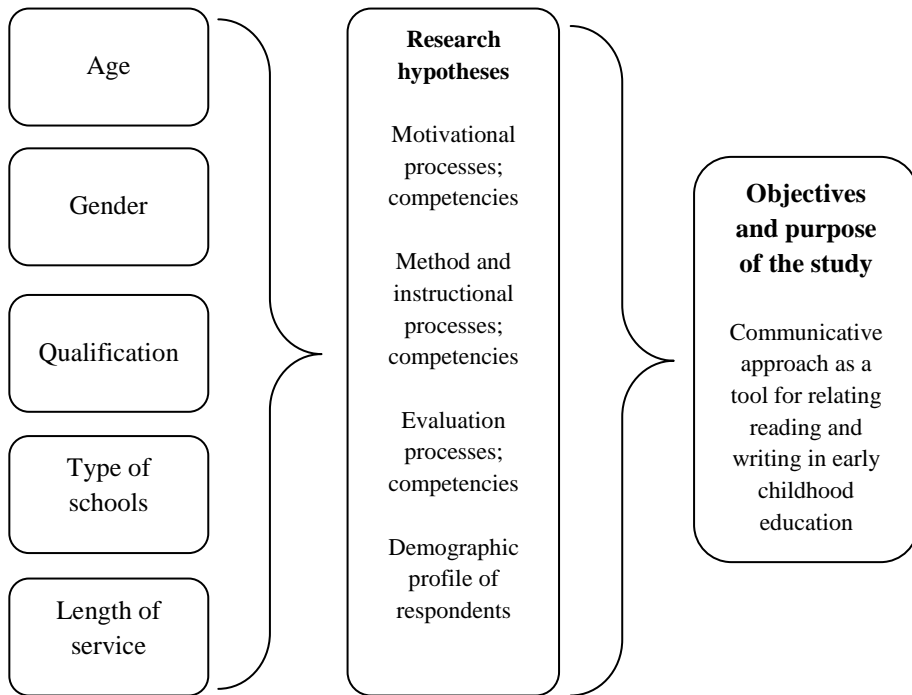 Age
Gender
Qualification
Type of
schools
Length of
service
Research
hypotheses
Motivational
processes;
competencies
Method and
instructional
processes;
competencies
Evaluation
processes;
competencies
Demographic
profile of
respondents
Objectives
and purpose
of the study
Communicative
approach as a
tool for relating
reading and
writing in early
childhood
education